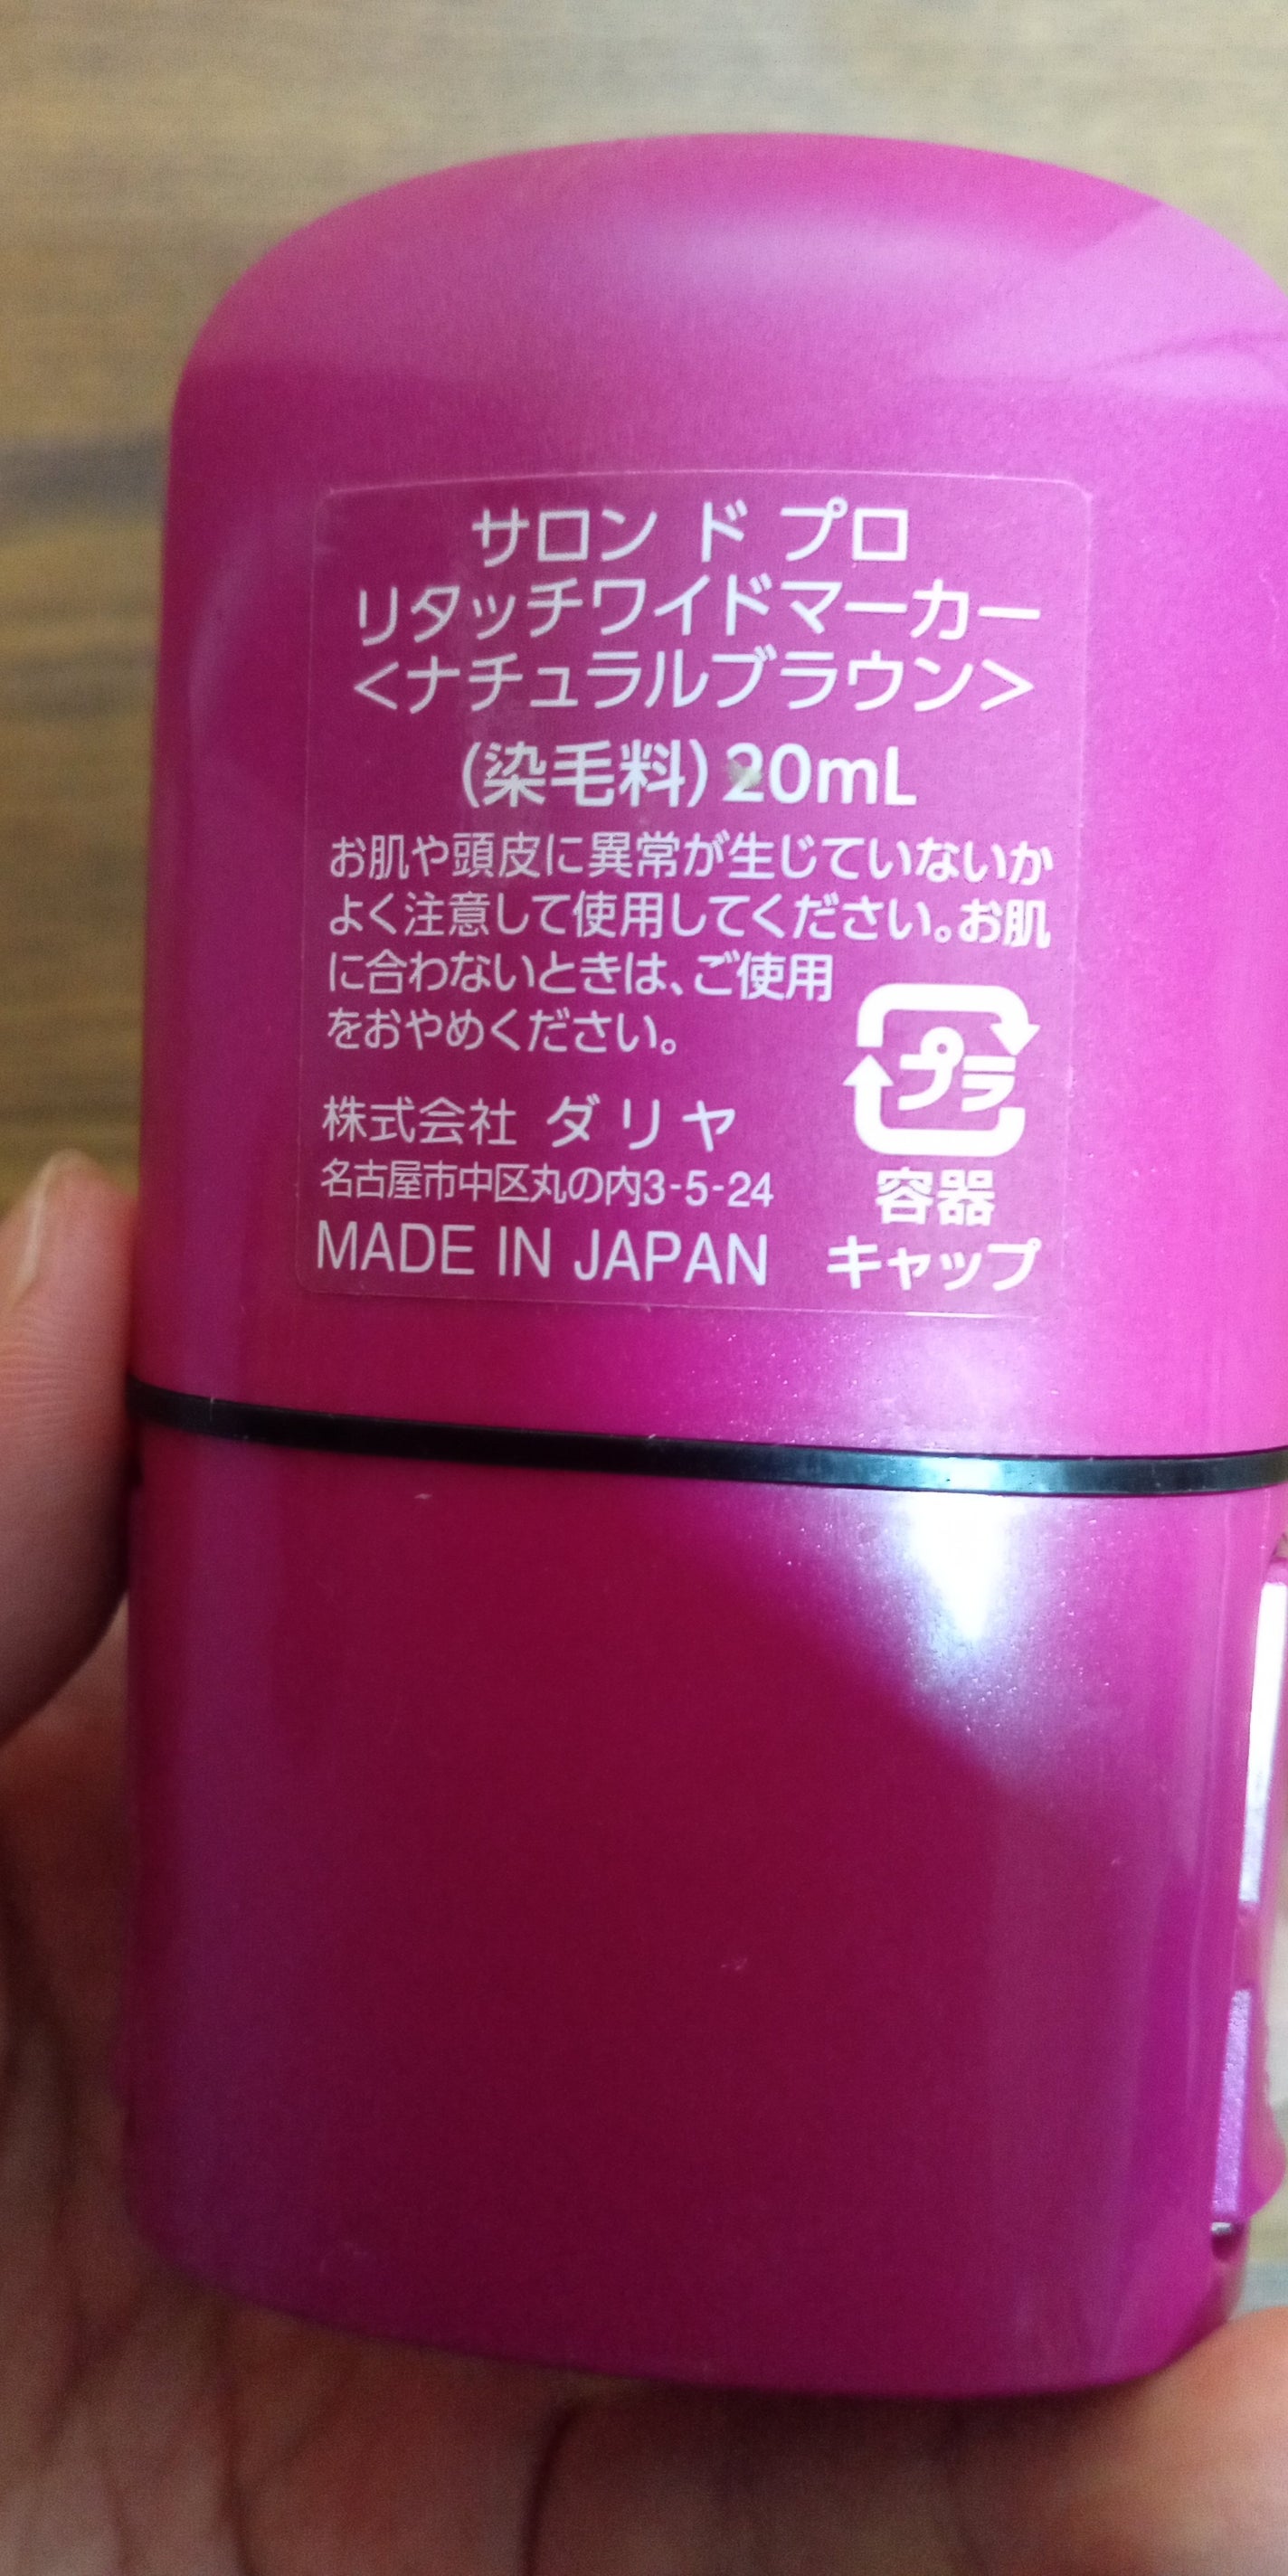 サロン ド プロ
リタッチワイドマーカー
<ナチュラルブラウン>
(染毛料)20mL
お肌や頭皮に異常が生じていないか
よく注意して使用してください。お肌
に合わないときは、ご使用
をおやめください。
プラ
株式会社 ダリヤ
名古屋市中区丸の内3-5-24
MADE IN JAPAN
容器
キャップ